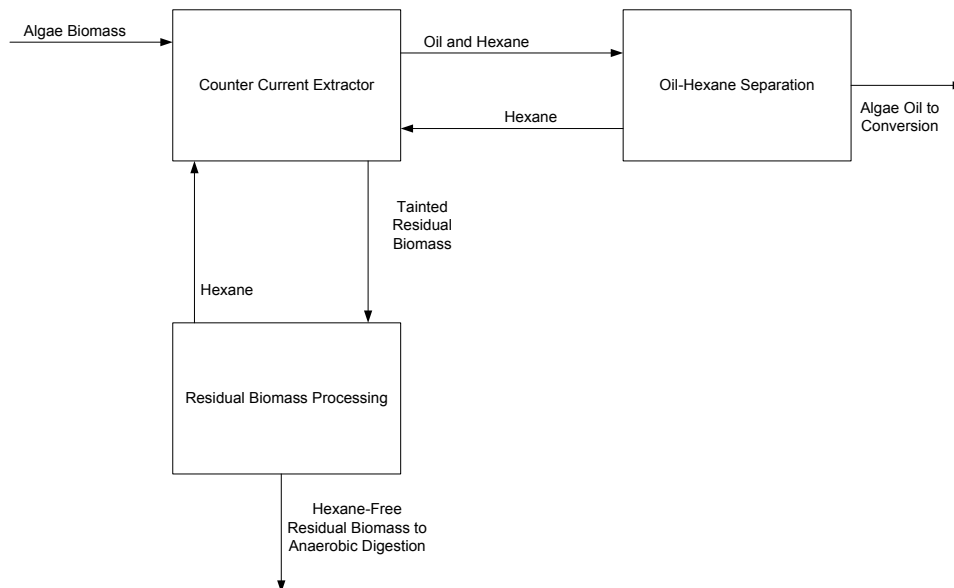 Algae Biomass
Counter Current Extractor
Oil and Hexane
Oil-Hexane Separation
Algae Oil to
Conversion
Hexane
Tainted
Residual
Biomass
Hexane
Residual Biomass Processing
Hexane-Free
Residual Biomass to
Anaerobic Digestion